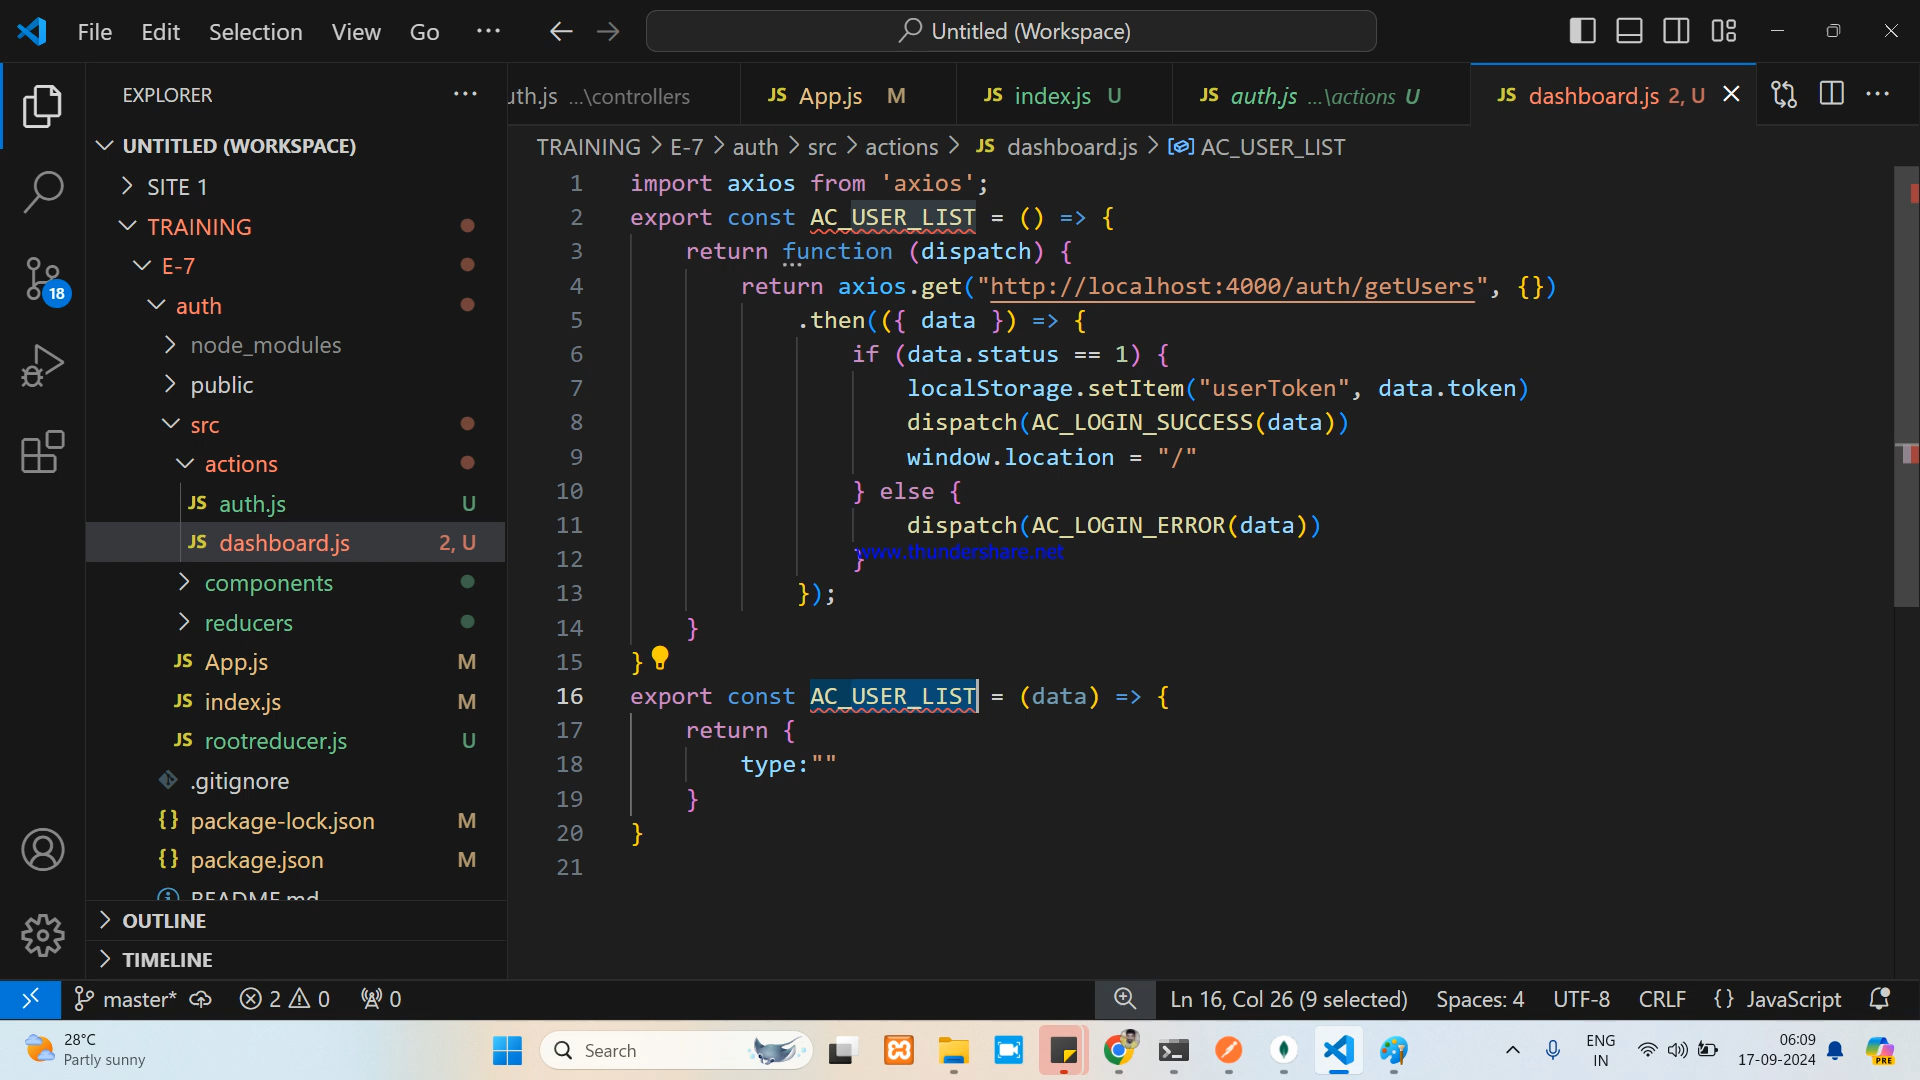 File Edit Selection View Go ··· Untitled (Workspace)
EXPLORER ···
uth.js ...\controllers JS App.js M JS index.js U JS auth.js ...\actions U JS dashboard.js 2, U ···
UNTITLED (WORKSPACE)
SITE 1
TRAINING
E-7
auth
node_modules
public
src
actions
JS auth.js U
JS dashboard.js 2, U
components
reducers
JS App.js M
JS index.js M
JS rootreducer.js U
.gitignore
{} package-lock.json M
{} package.json M
README.md
OUTLINE
TIMELINE
18
TRAINING > E-7 > auth > src > actions > JS dashboard.js > AC_USER_LIST
1 import axios from 'axios';
2 export const AC_USER_LIST = () => {
3 return function (dispatch) {
4 return axios.get("http://localhost:4000/auth/getUsers", {})
5 .then(({ data }) => {
6 if (data.status == 1) {
7 localStorage.setItem("userToken", data.token)
8 dispatch(AC_LOGIN_SUCCESS(data))
9 window.location = "/"
10 } else {
11 dispatch(AC_LOGIN_ERROR(data))
12 }
www.thundershare.net
13 });
14 }
15 }
16 export const AC_USER_LIST = (data) => {
17 return {
18 type:""
19 }
20 }
21
master* 2 0 0 Ln 16, Col 26 (9 selected) Spaces: 4 UTF-8 CRLF {} JavaScript
28°C
Partly sunny
Search
ENG
IN
06:09
17-09-2024
PRE